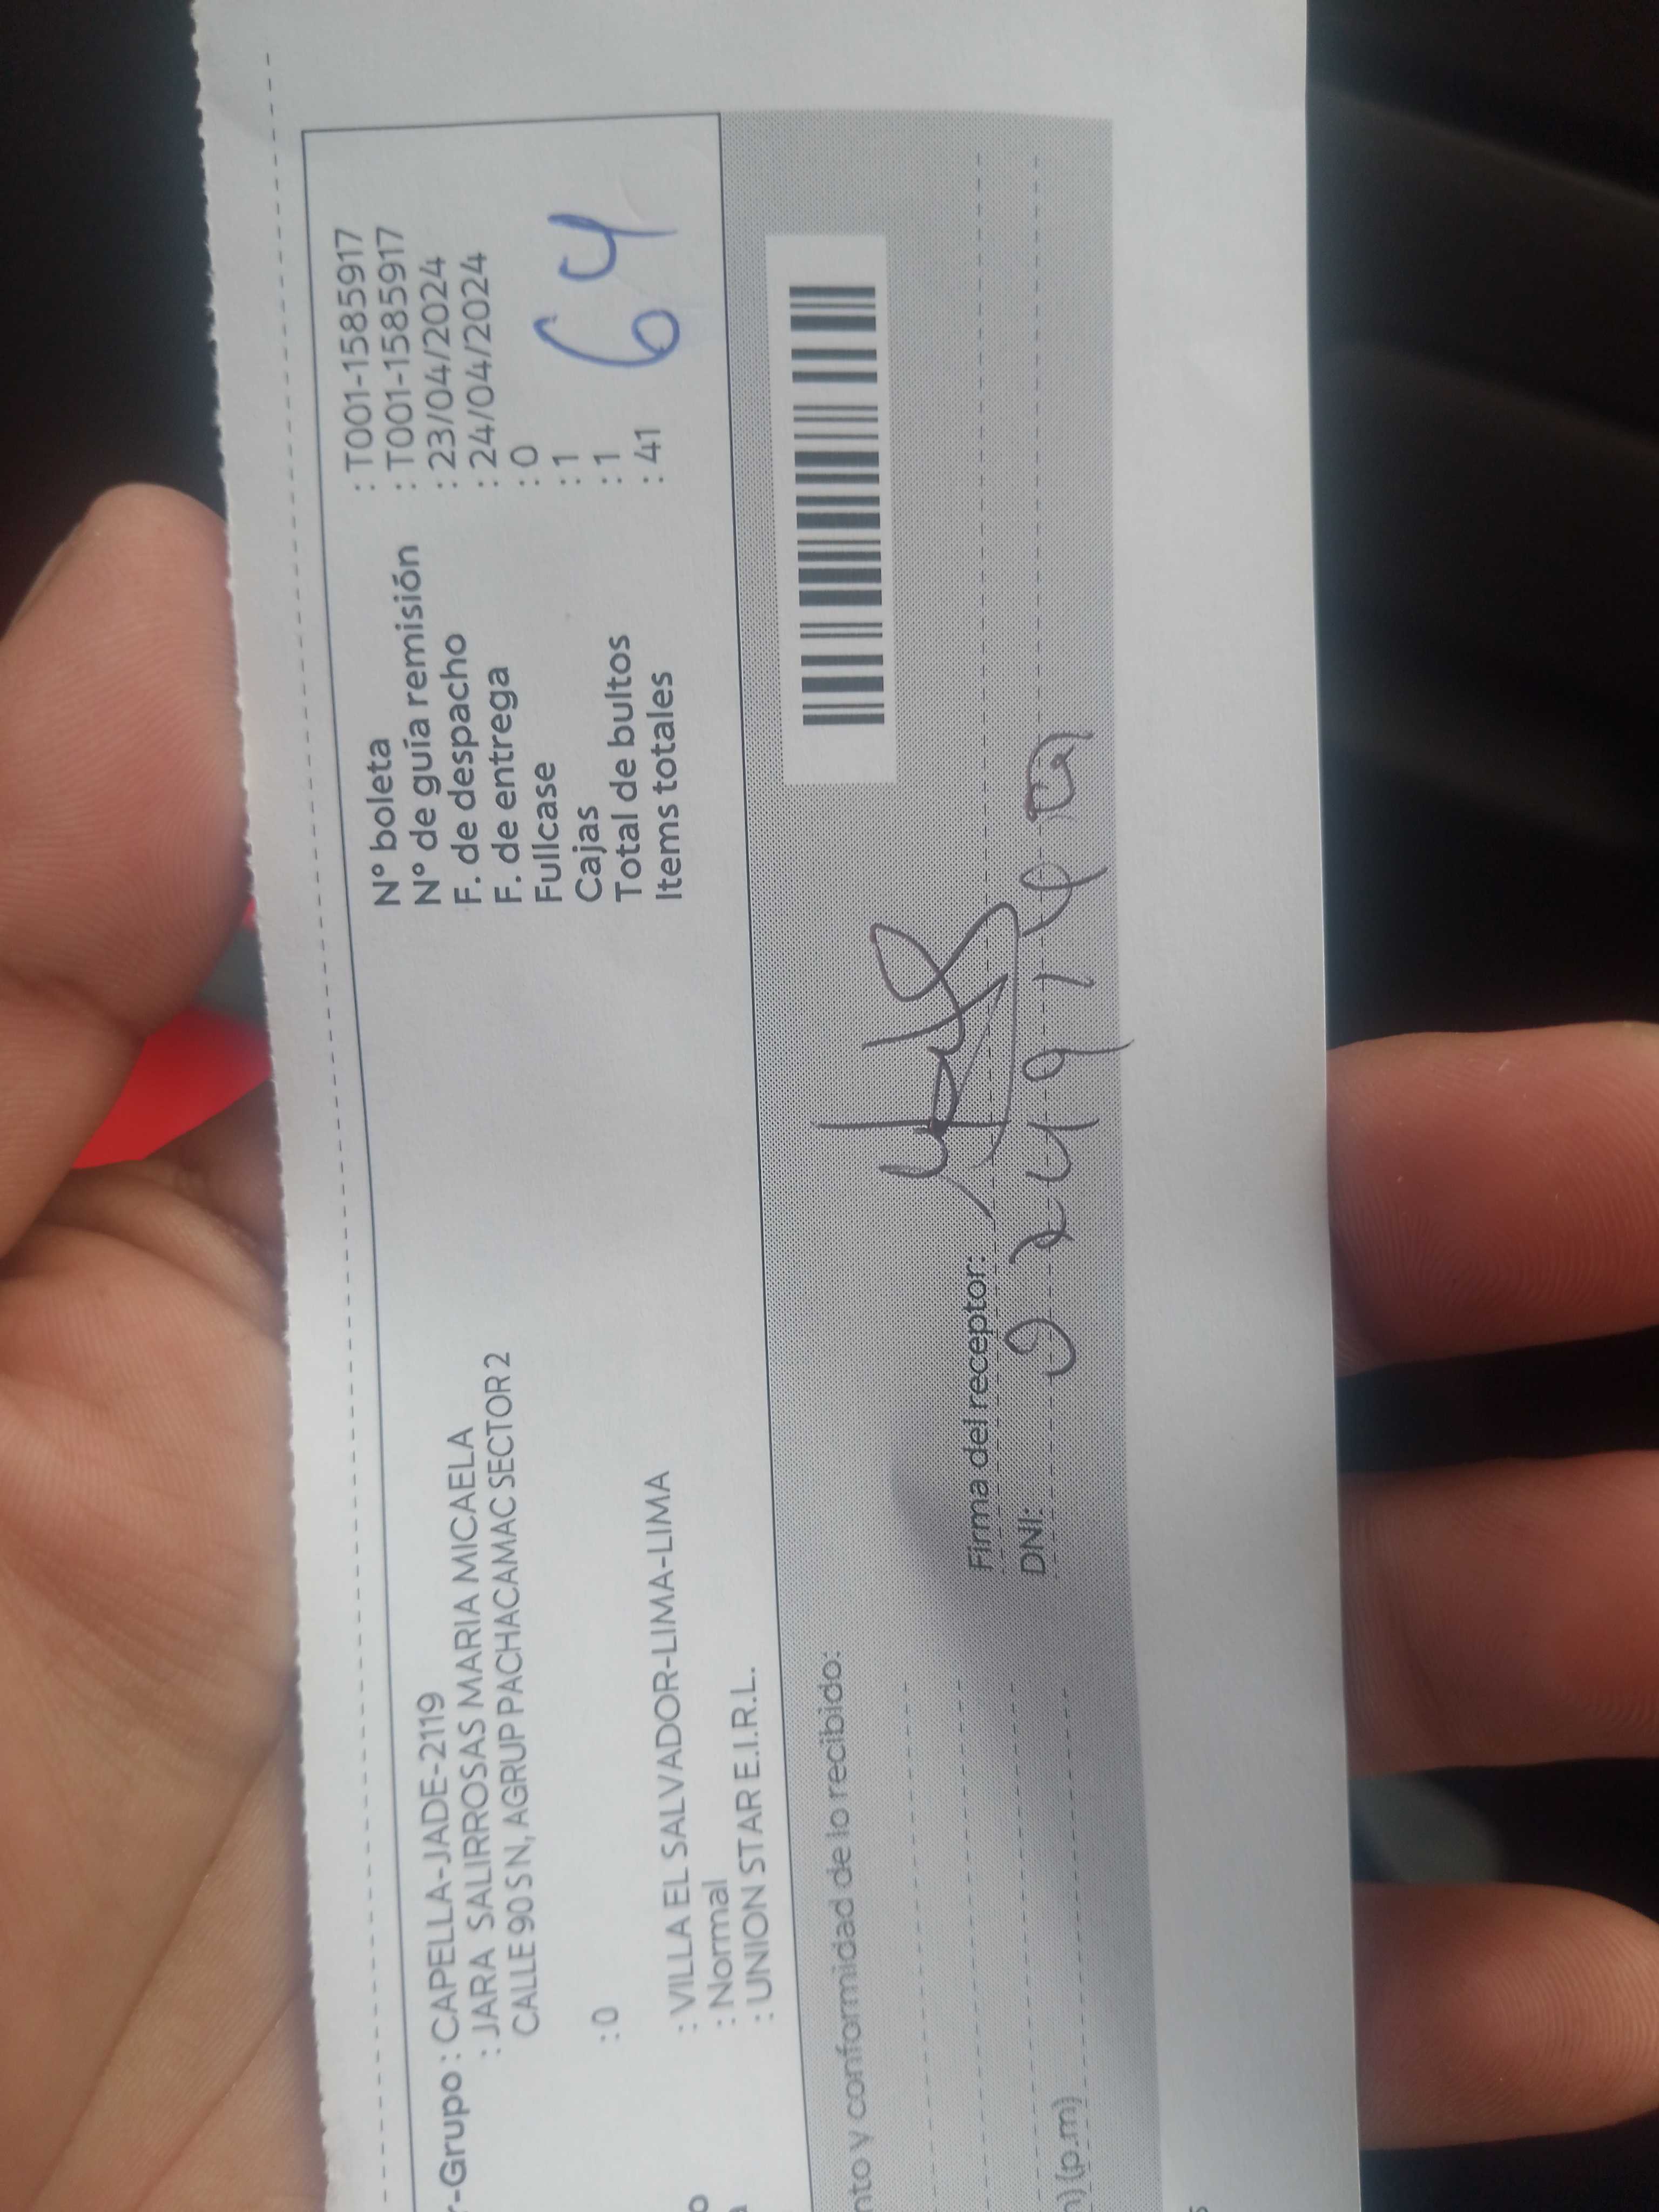 r-Grupo : CAPELLA-JADE-2119
: JARA SALIRROSAS MARIA MICAELA
CALLE 90 S N, AGRUP PACHACAMAC SECTOR 2
: 0
: VILLA EL SALVADOR-LIMA-LIMA
: Normal
: UNION STAR E.I.R.L.
N° boleta : T001-1585917
N° de guía remisión : T001-1585917
F. de despacho : 23/04/2024
F. de entrega : 24/04/2024
Fullcase : 0
Cajas : 1
Total de bultos : 1
Items totales : 41
64
nto y conformidad de lo recibido:
Firma del receptor:
DNI:
(p.m)